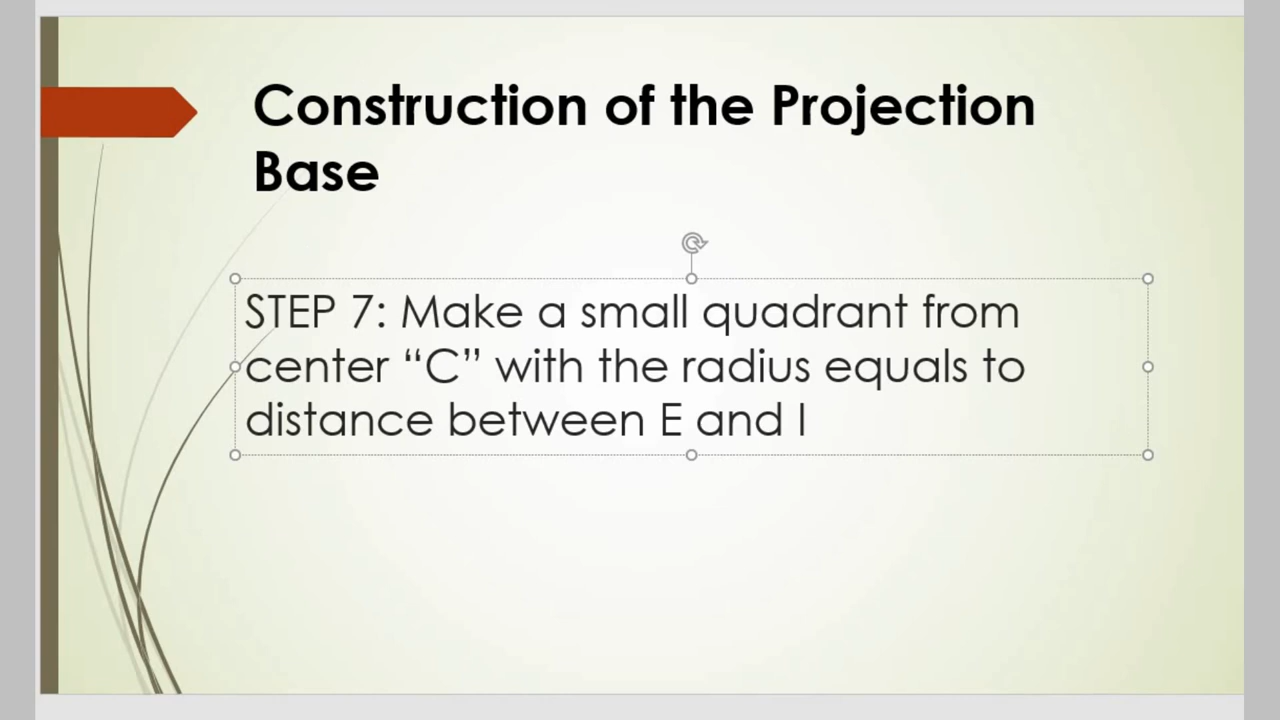 Construction of the Projection
Base
STEP 7: Make a small quadrant from
center “C” with the radius equals to
distance between E and I